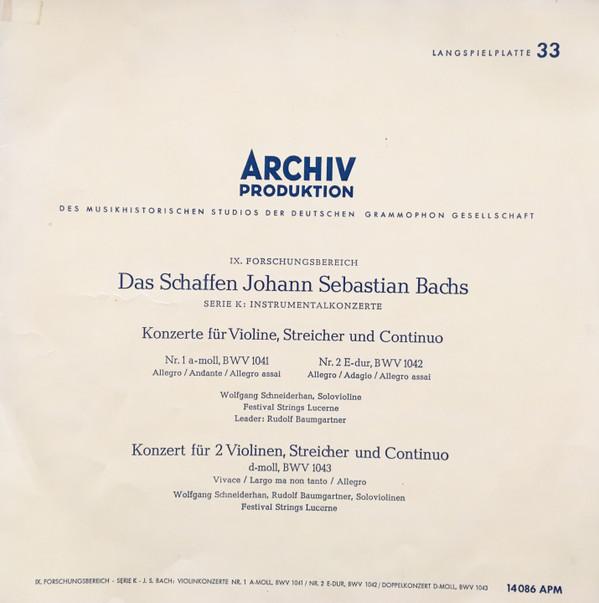 LANGSPIELPLATTE 33
ARCHIV
PRODUKTION
DES MUSIKHISTORISCHEN STUDIOS DER DEUTSCHEN GRAMMOPHON GESELLSCHAFT
IX. FORSCHUNGSBEREICH
Das Schaffen Johann Sebastian Bachs
SERIE K: INSTRUMENTALKONZERTE
Konzerte für Violine, Streicher und Continuo
Nr. 1 a-moll, BWV 1041
Allegro / Andante / Allegro assai
Nr. 2 E-dur, BWV 1042
Allegro / Adagio / Allegro assai
Wolfgang Schneiderhan, Solovioline
Festival Strings Lucerne
Leader: Rudolf Baumgartner
Konzert für 2 Violinen, Streicher und Continuo
d-moll, BWV 1043
Vivace / Largo ma non tanto / Allegro
Wolfgang Schneiderhan, Rudolf Baumgartner, Soloviolinen
Festival Strings Lucerne
IX. FORSCHUNGSBEREICH - SERIE K - J. S. BACH: VIOLINKONZERTE NR. 1 A-MOLL, BWV 1041 / NR. 2 E-DUR, BWV 1042 / DOPPELKONZERT D-MOLL, BWV 1043
14086 APM